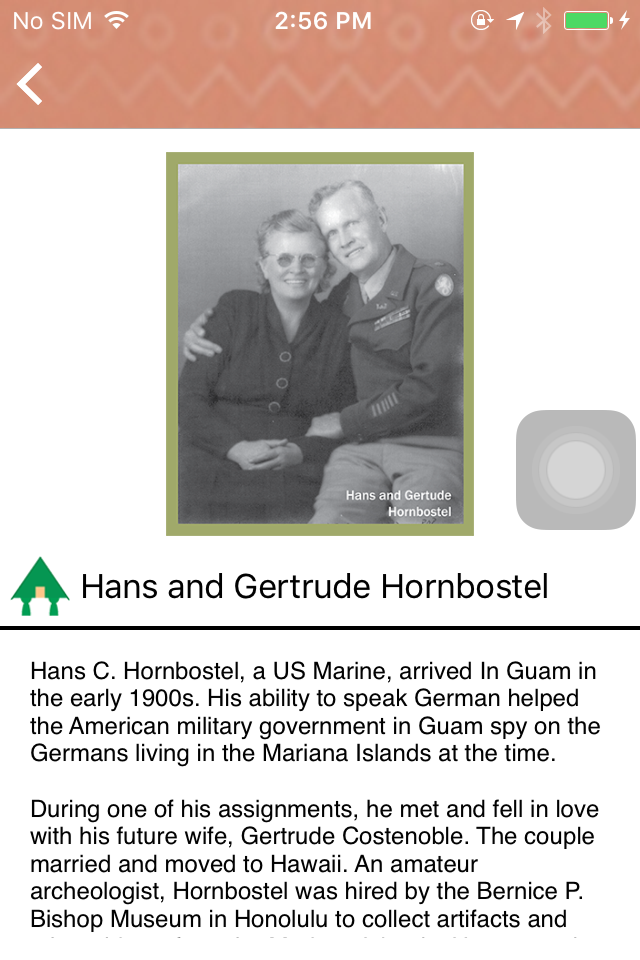 No SIM 2:56 PM
Hans and Gertude
Hornbostel
Hans and Gertrude Hornbostel
Hans C. Hornbostel, a US Marine, arrived In Guam in
the early 1900s. His ability to speak German helped
the American military government in Guam spy on the
Germans living in the Mariana Islands at the time.
During one of his assignments, he met and fell in love
with his future wife, Gertrude Costenoble. The couple
married and moved to Hawaii. An amateur
archeologist, Hornbostel was hired by the Bernice P.
Bishop Museum in Honolulu to collect artifacts and